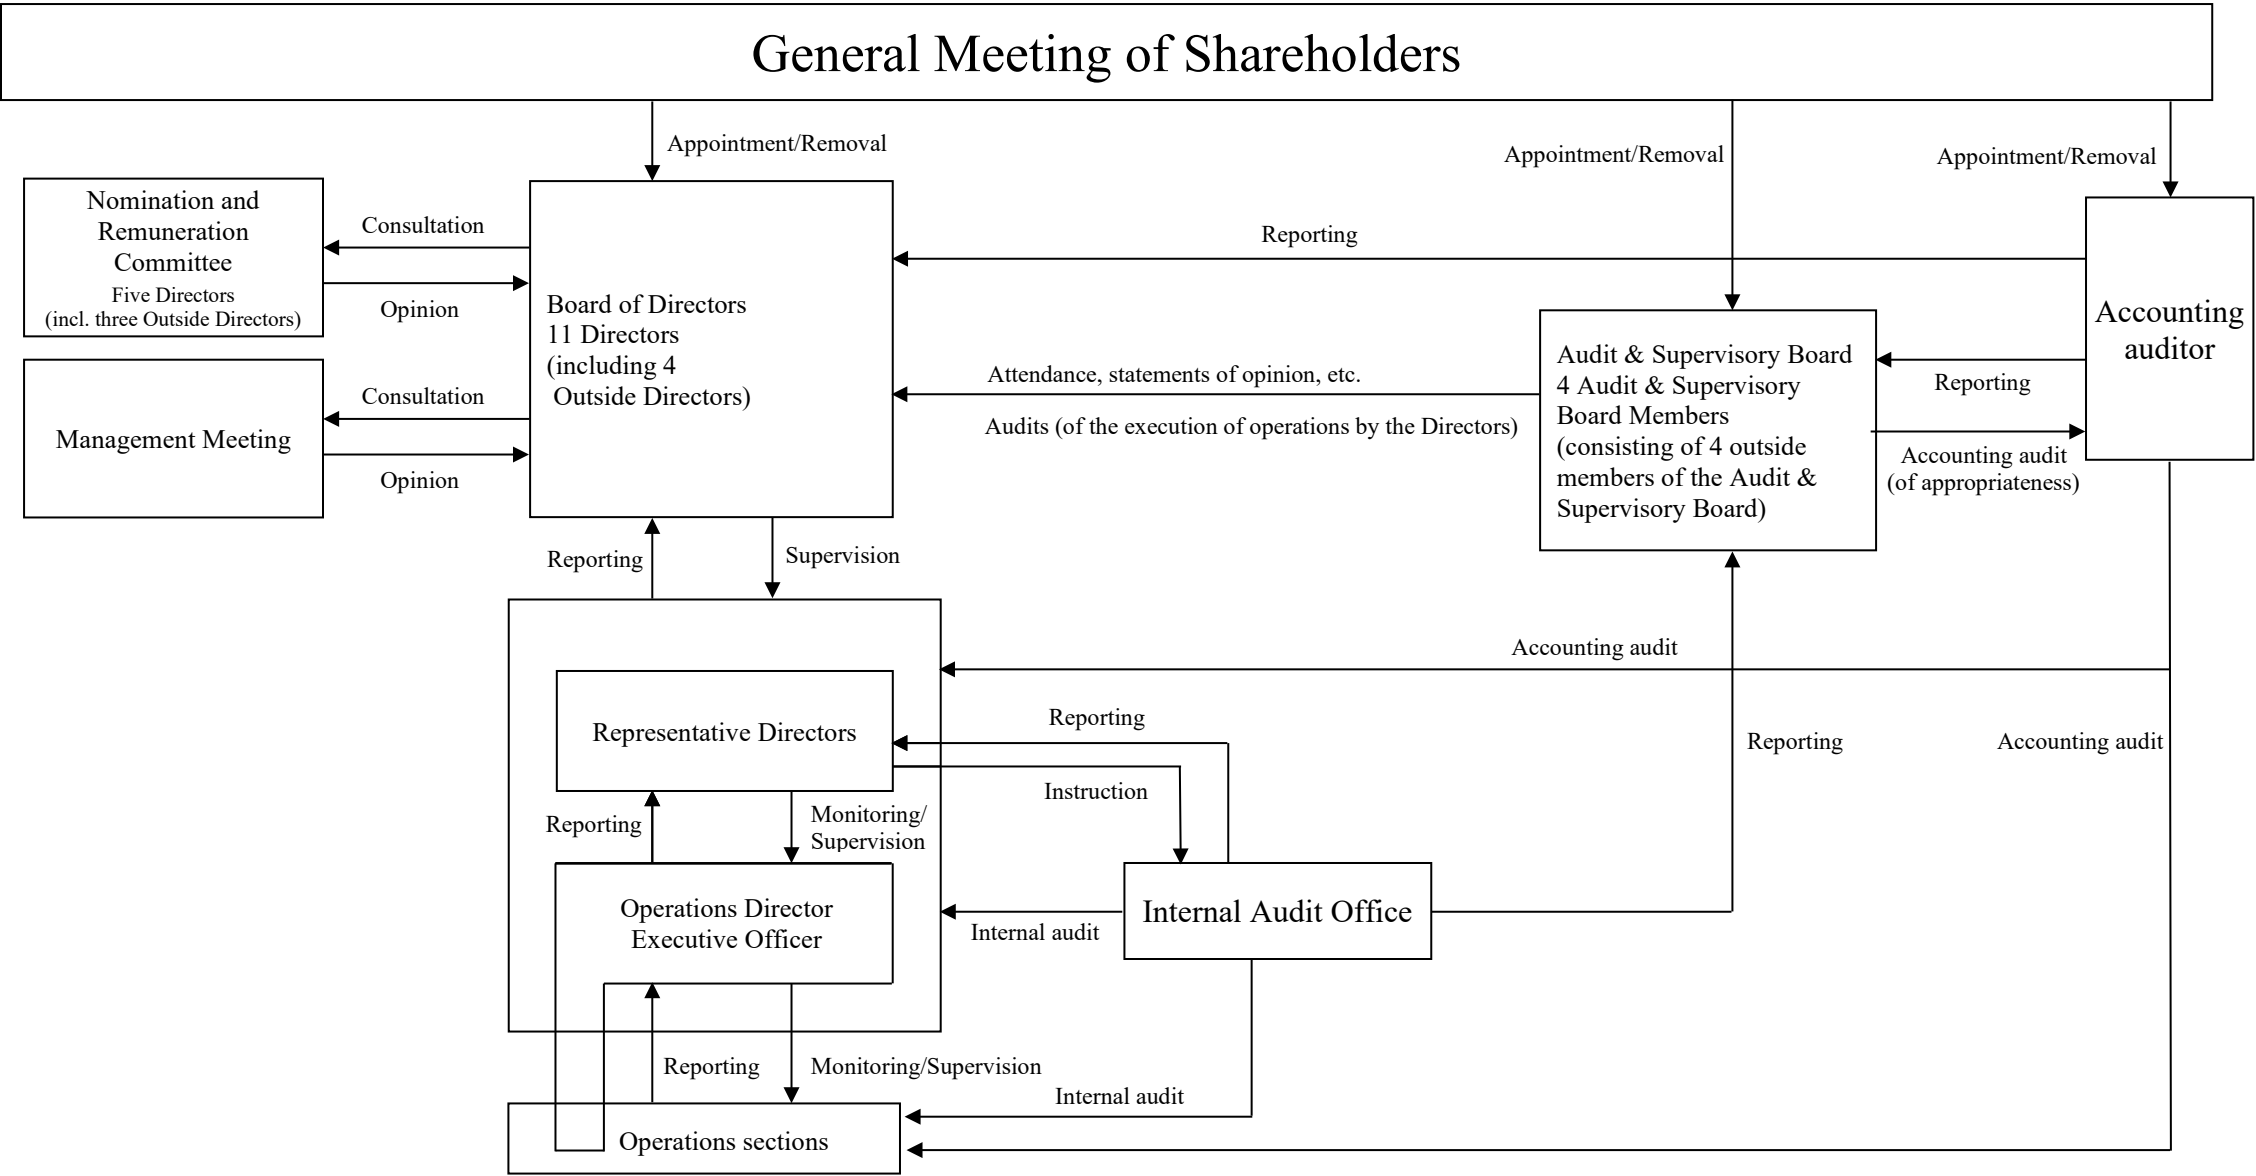 General Meeting of Shareholders
Appointment/Removal
Appointment/Removal
Appointment/Removal
Nomination and
Remuneration
Committee
Five Directors
(incl. three Outside Directors)
Consultation
Opinion
Management Meeting
Consultation
Opinion
Board of Directors
11 Directors
(including 4
Outside Directors)
Reporting
Attendance, statements of opinion, etc.
Audits (of the execution of operations by the Directors)
Audit & Supervisory Board
4 Audit & Supervisory
Board Members
(consisting of 4 outside
members of the Audit &
Supervisory Board)
Accounting
auditor
Reporting
Accounting audit
(of appropriateness)
Reporting
Supervision
Accounting audit
Representative Directors
Reporting
Instruction
Reporting
Accounting audit
Reporting
Monitoring/
Supervision
Operations Director
Executive Officer
Internal audit
Internal Audit Office
Reporting
Monitoring/Supervision
Internal audit
Operations sections